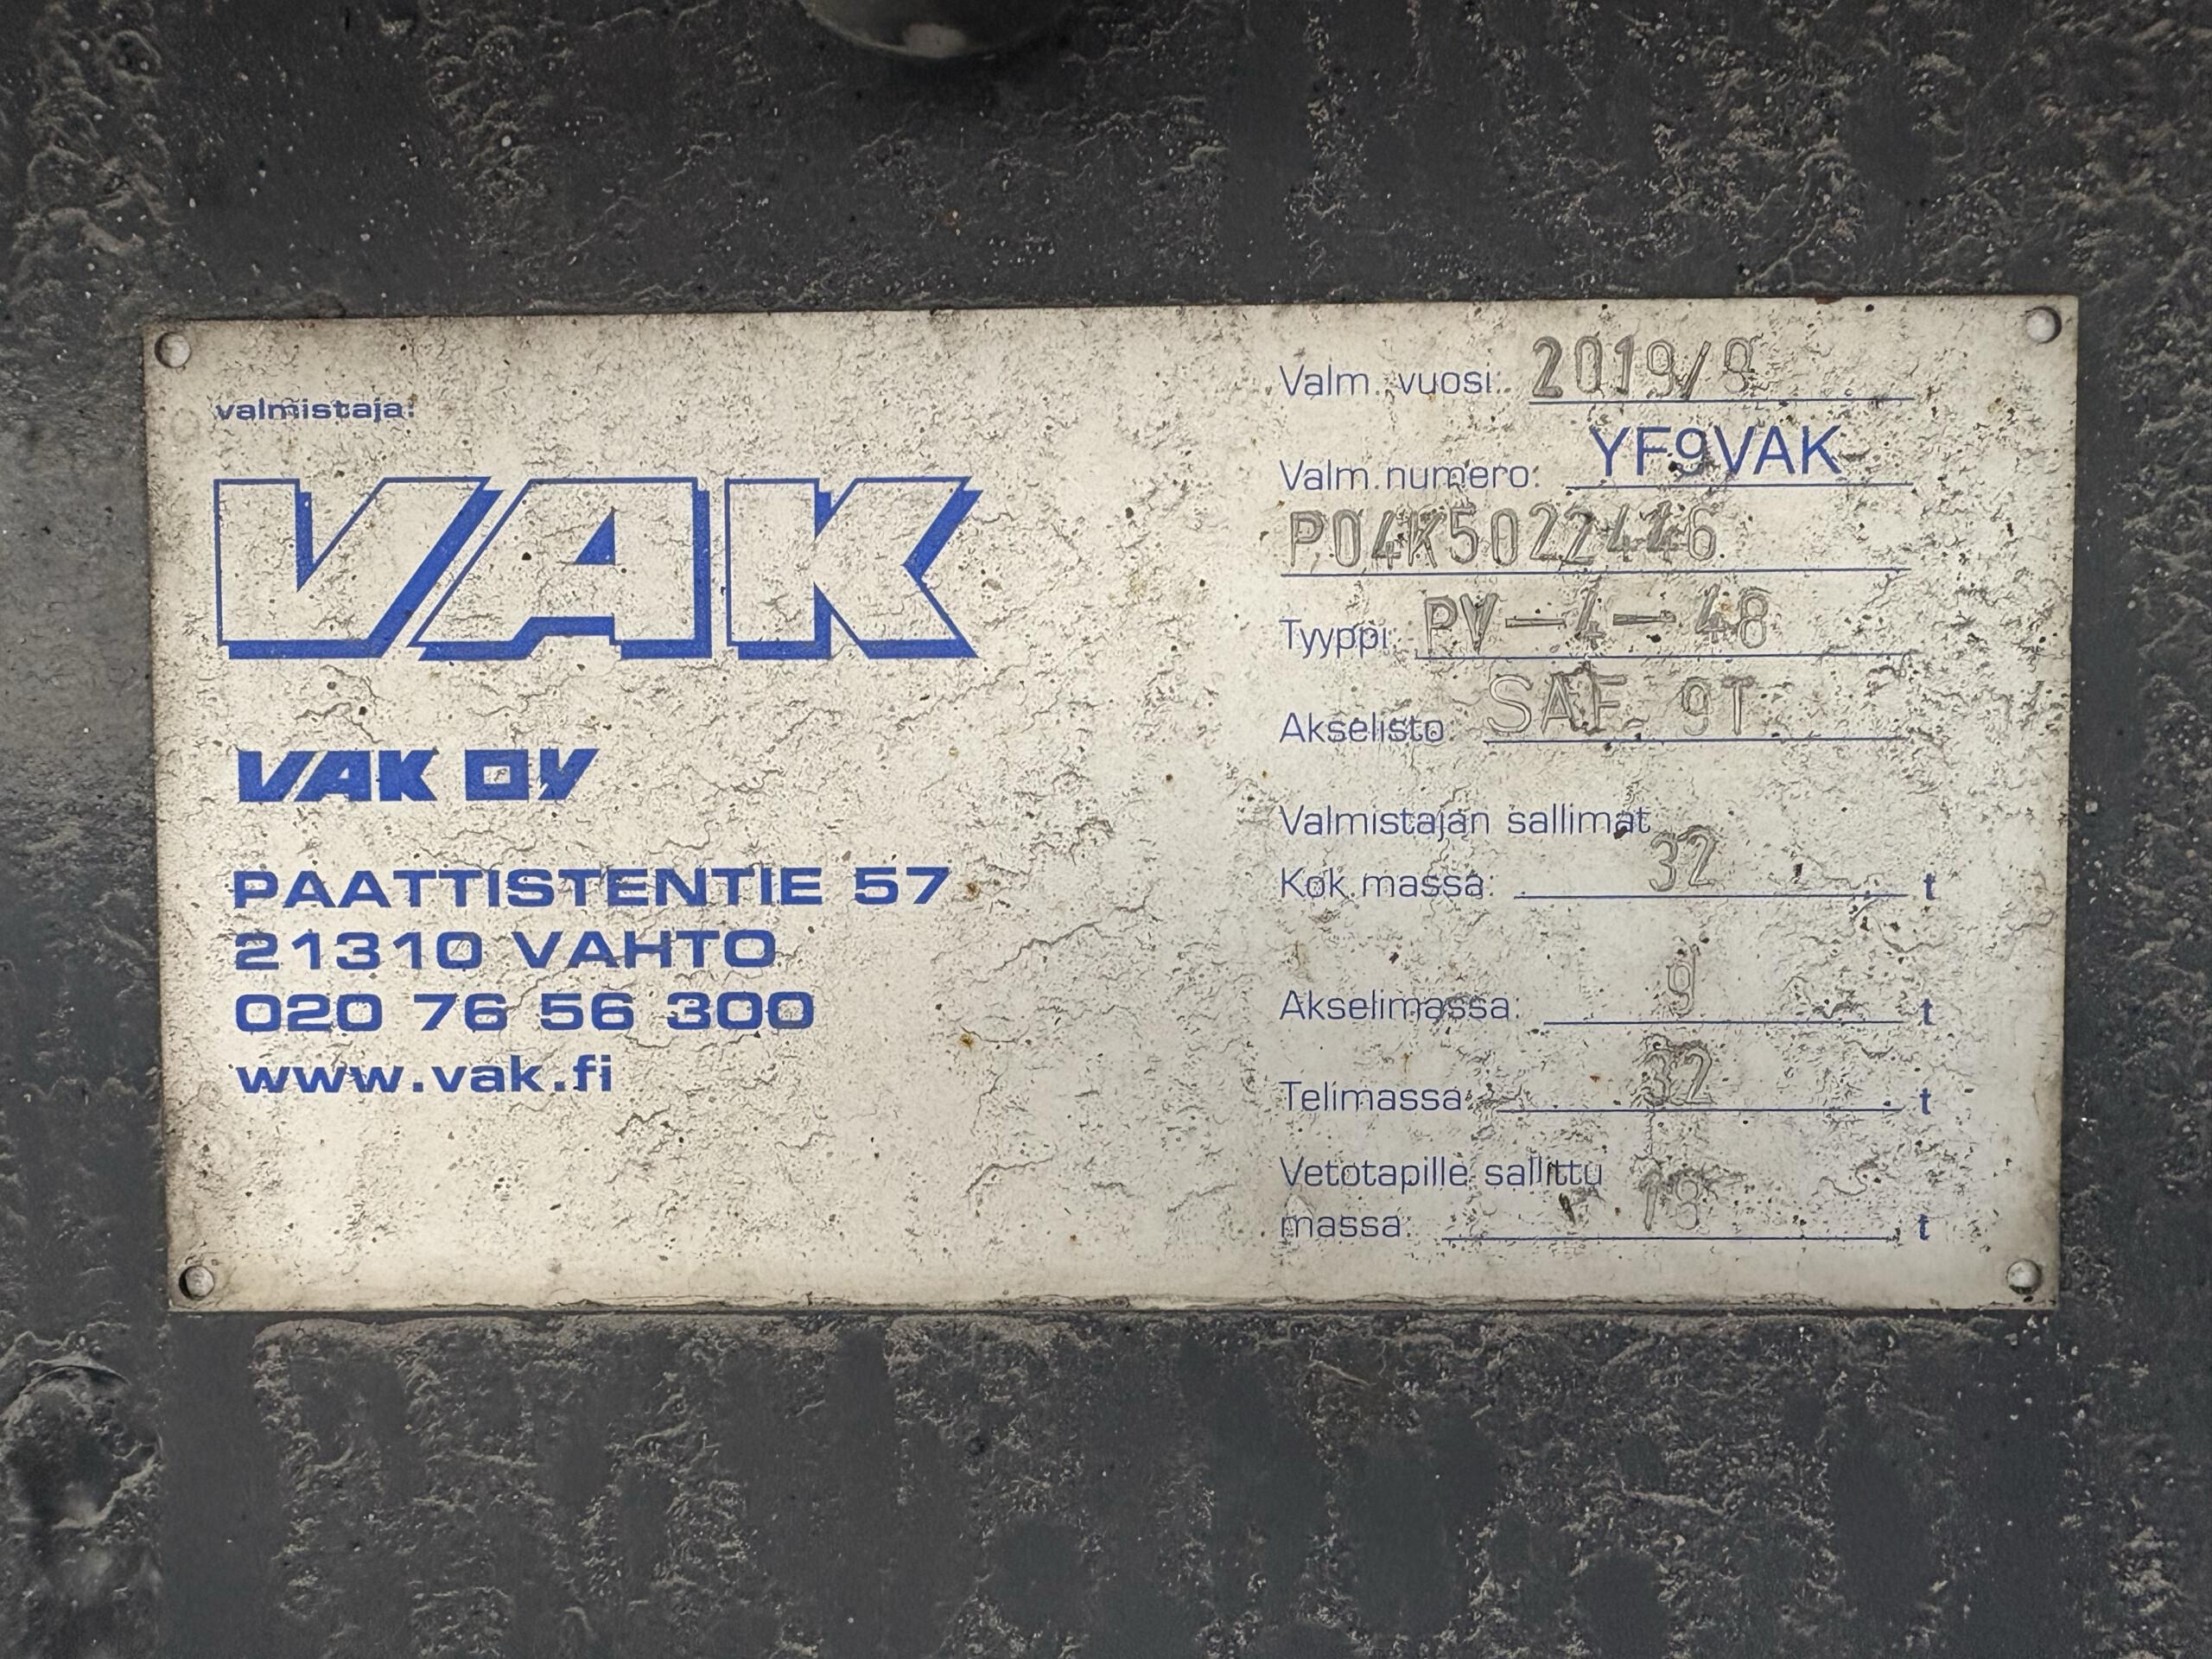 valmistaja:
VAK
VAK OY
PAATTISTENTIE 57
21310 VAHTO
020 76 56 300
www.vak.fi
Valm. vuosi: 2019/9
Valm.numero: YF9VAK
P04K5022446
Tyyppi: PV-4-48
Akselisto: SAF 9T
Valmistajan sallimat
Kok.massa: 32 t
Akselimassa: 9 t
Telimassa: 32 t
Vetotapille sallittu
massa: 18 t